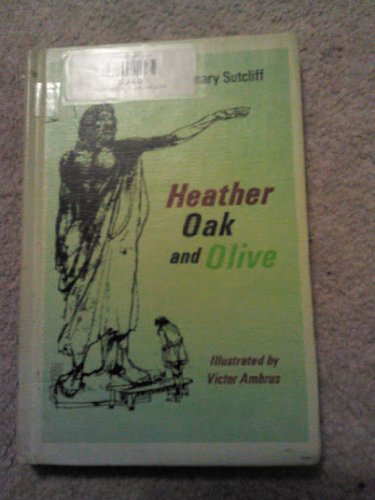 mary Sutcliff
Heather
Oak
and Olive
Illustrated by
Victor Ambrus